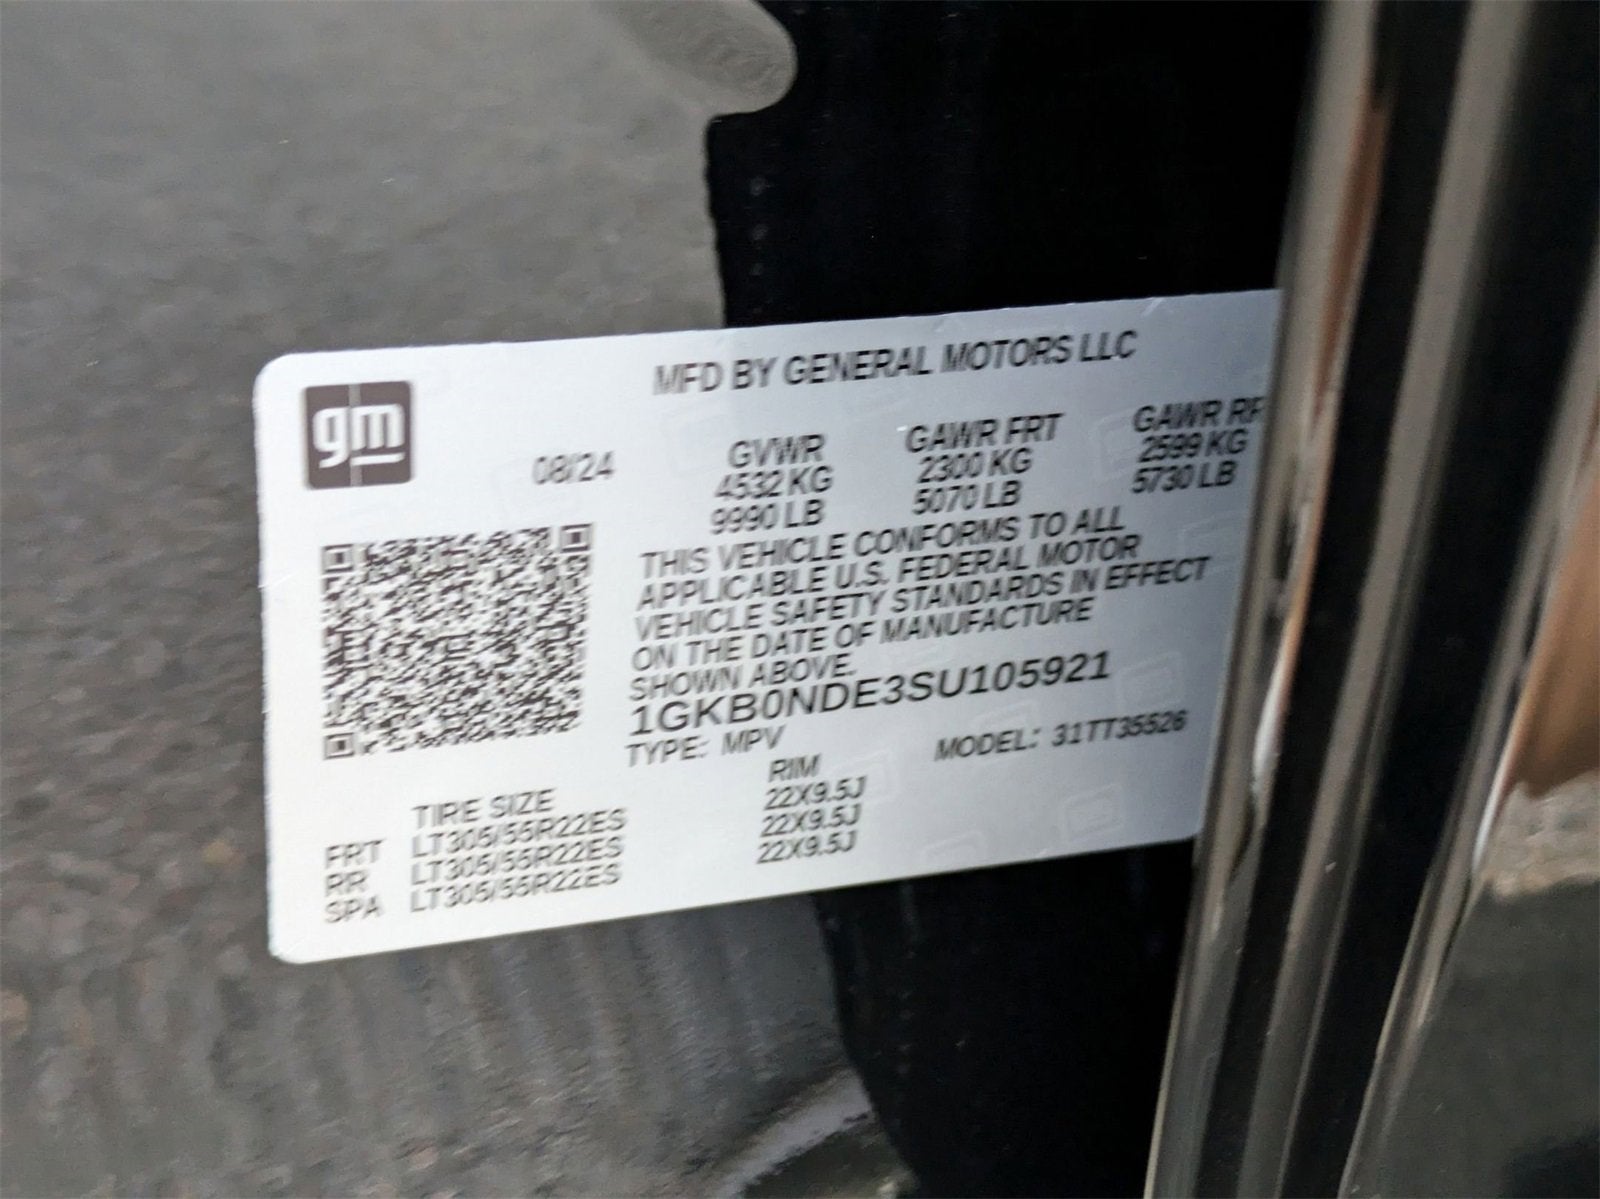 gm
MFD BY GENERAL MOTORS LLC
08/24
GVWR
4532 KG
9990 LB
GAWR FRT
2300 KG
5070 LB
GAWR RR
2599 KG
5730 LB
THIS VEHICLE CONFORMS TO ALL
APPLICABLE U.S. FEDERAL MOTOR
VEHICLE SAFETY STANDARDS IN EFFECT
ON THE DATE OF MANUFACTURE
SHOWN ABOVE.
1GKB0NDE3SU105921
TYPE: MPV MODEL: 31TT35526
TIRE SIZE RIM
FRT LT305/55R22ES 22X9.5J
RR LT305/55R22ES 22X9.5J
SPA LT305/55R22ES 22X9.5J